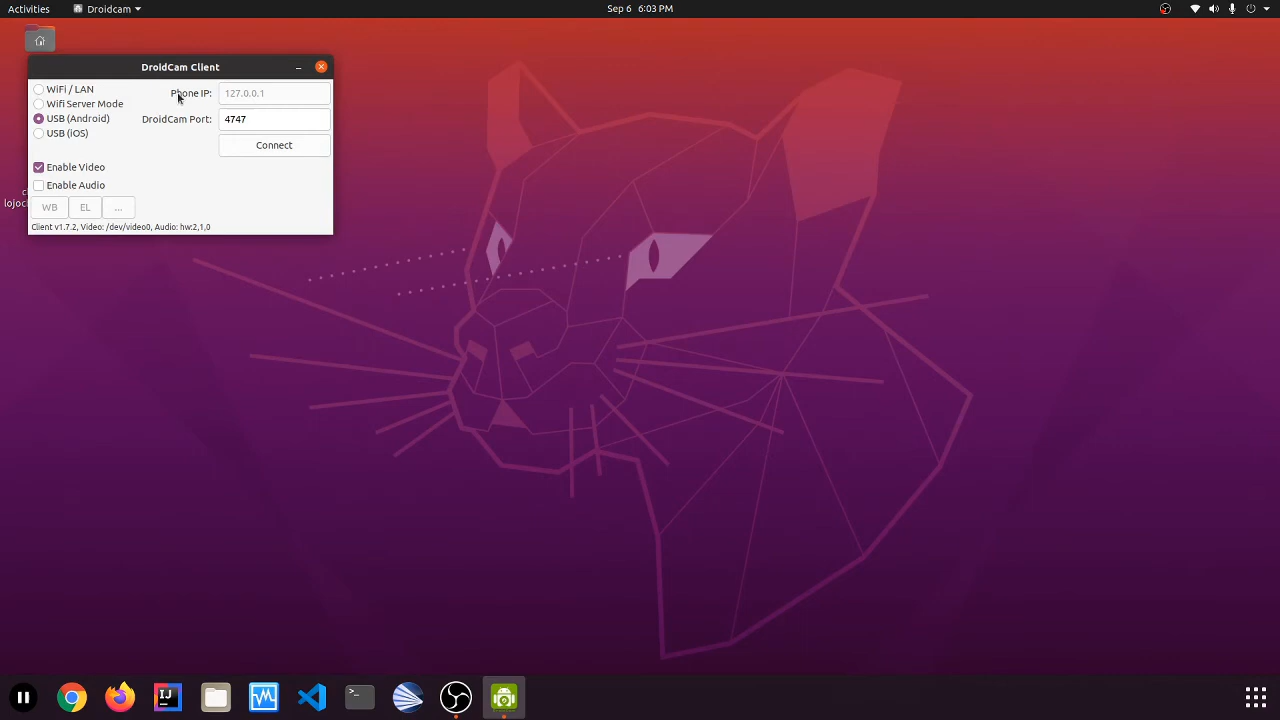 Activities
Droidcam
Sep 6 6:03 PM
DroidCam Client
WiFi / LAN
Wifi Server Mode
USB (Android)
USB (iOS)
Phone IP:
127.0.0.1
DroidCam Port:
4747
Connect
Enable Video
Enable Audio
WB
EL
...
Client v1.7.2, Video: /dev/video0, Audio: hw:2,1,0
c
lojoc
IJ
>_